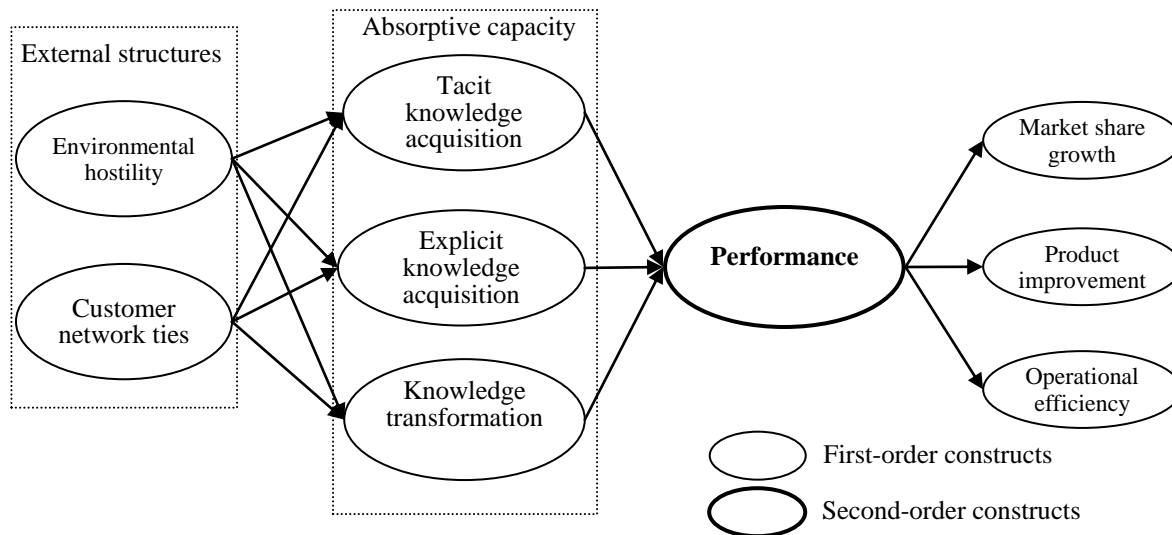 External structures
Environmental
hostility
Customer
network ties
Absorptive capacity
Tacit
knowledge
acquisition
Explicit
knowledge
acquisition
Knowledge
transformation
Performance
Market share
growth
Product
improvement
Operational
efficiency
First-order constructs
Second-order constructs